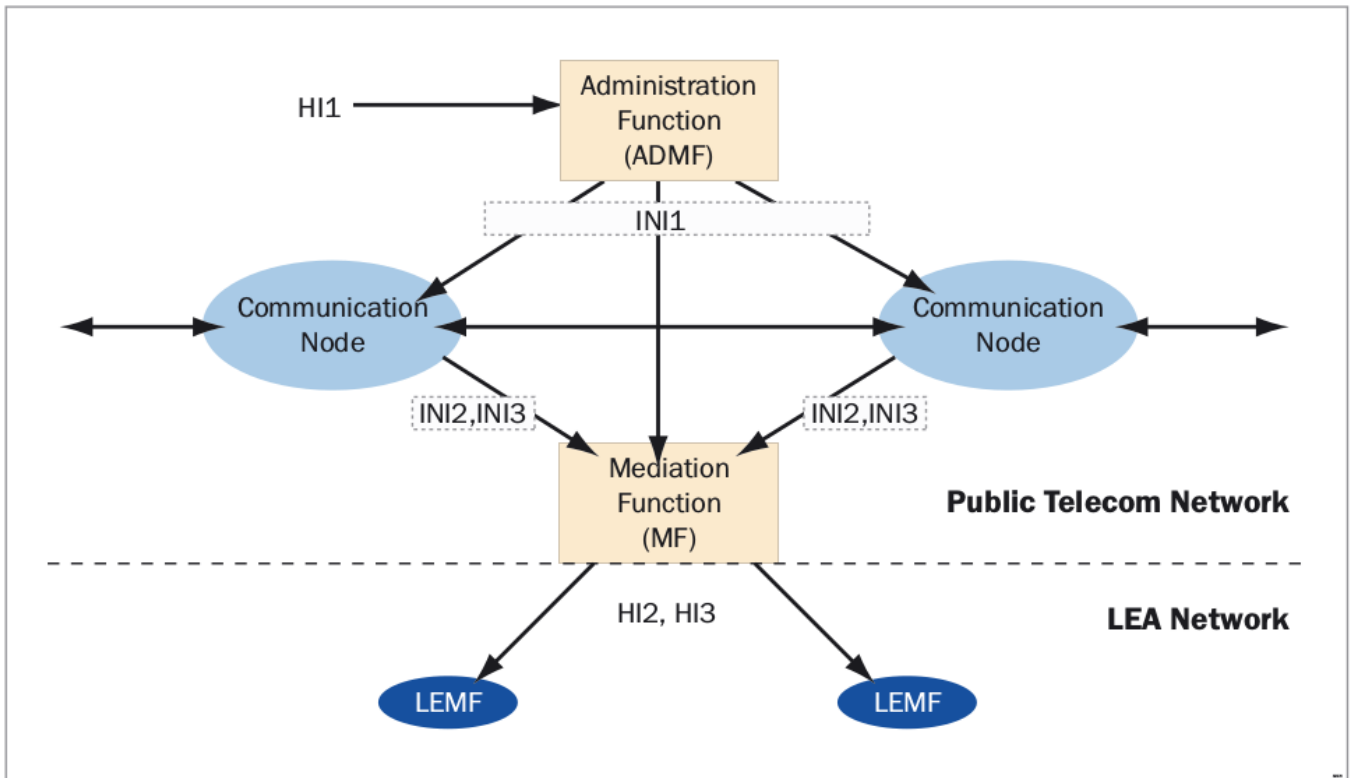 Administration
Function
(ADMF)
HI1
INI1
Communication
Node
Communication
Node
INI2,INI3
INI2,INI3
Mediation
Function
(MF)
Public Telecom Network
HI2, HI3
LEA Network
LEMF
LEMF